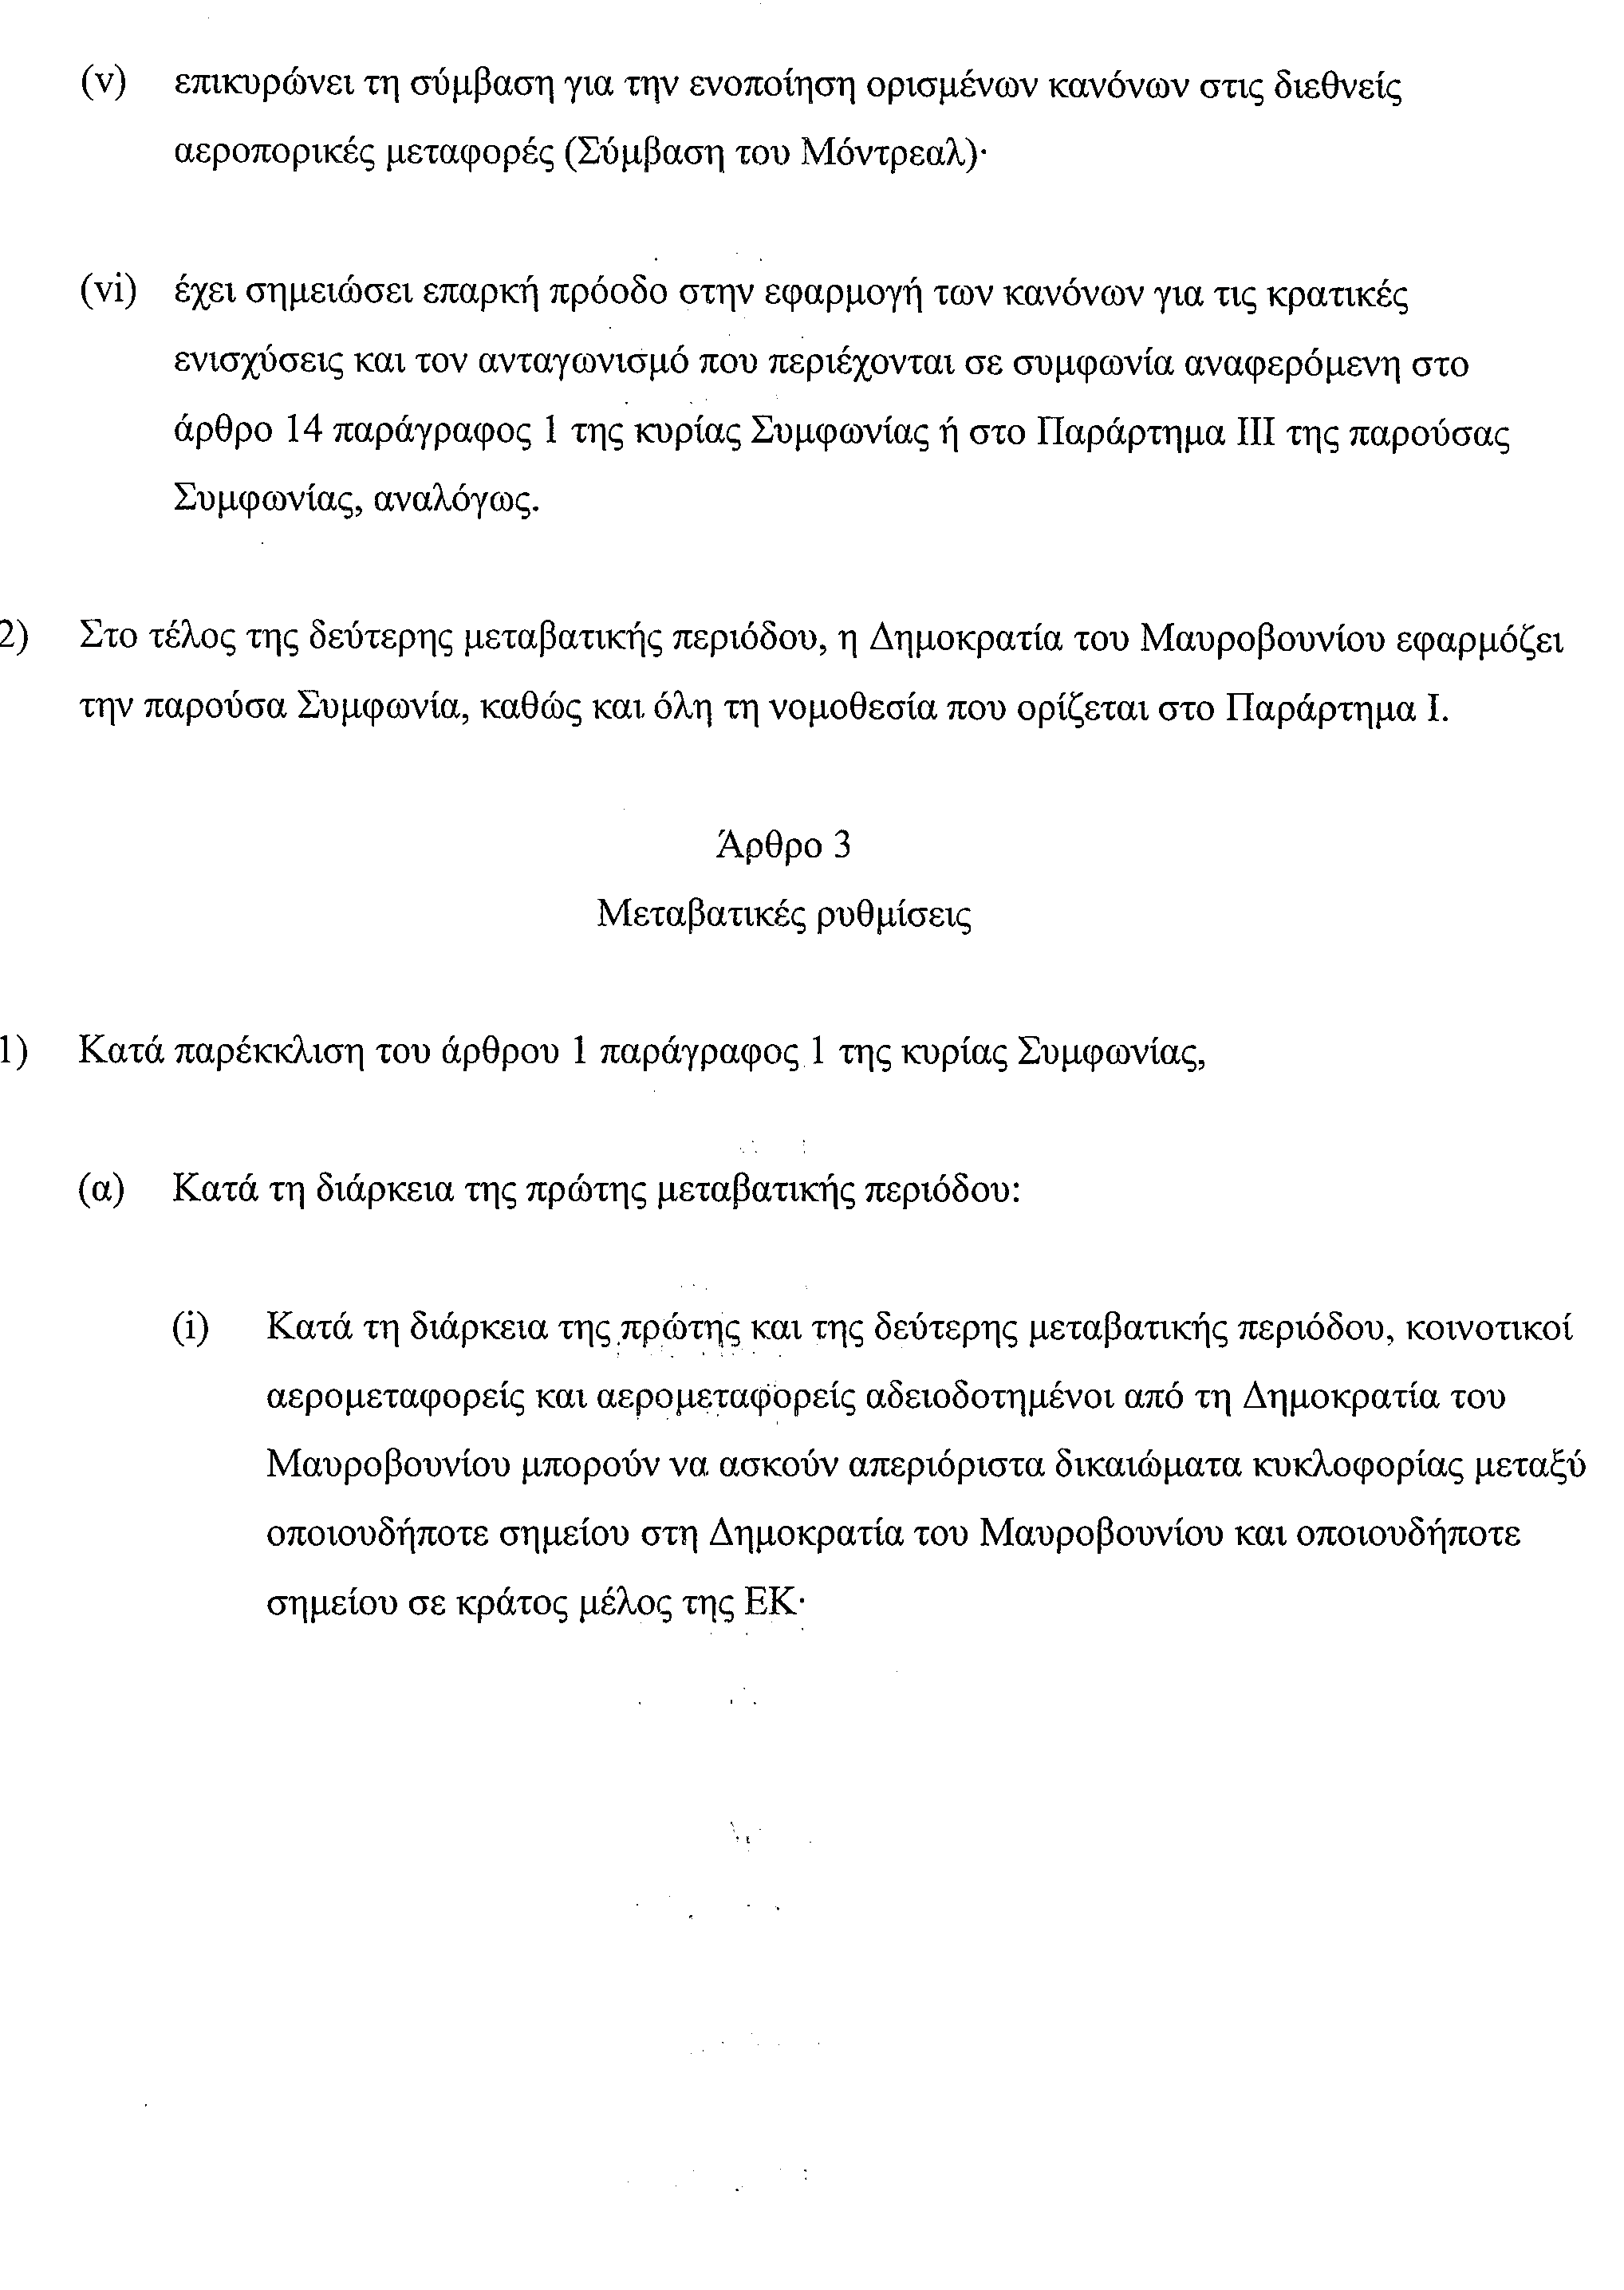 (v) επικυρώνει τη σύμβαση για την ενοποίηση ορισμένων κανόνων στις διεθνείς
αεροπορικές μεταφορές (Σύμβαση του Μόντρεαλ)·
(vi) έχει σημειώσει επαρκή πρόοδο στην εφαρμογή των κανόνων για τις κρατικές
ενισχύσεις και τον ανταγωνισμό που περιέχονται σε συμφωνία αναφερόμενη στο
άρθρο 14 παράγραφος 1 της κυρίας Συμφωνίας ή στο Παράρτημα III της παρούσας
Συμφωνίας, αναλόγως.
2) Στο τέλος της δεύτερης μεταβατικής περιόδου, η Δημοκρατία του Μαυροβουνίου εφαρμόζει
την παρούσα Συμφωνία, καθώς και όλη τη νομοθεσία που ορίζεται στο Παράρτημα I.
Άρθρο 3
Μεταβατικές ρυθμίσεις
1) Κατά παρέκκλιση του άρθρου 1 παράγραφος 1 της κυρίας Συμφωνίας,
(α) Κατά τη διάρκεια της πρώτης μεταβατικής περιόδου:
(i) Κατά τη διάρκεια της πρώτης και της δεύτερης μεταβατικής περιόδου, κοινοτικοί
αερομεταφορείς και αερομεταφορείς αδειοδοτημένοι από τη Δημοκρατία του
Μαυροβουνίου μπορούν να ασκούν απεριόριστα δικαιώματα κυκλοφορίας μεταξύ
οποιουδήποτε σημείου στη Δημοκρατία του Μαυροβουνίου και οποιουδήποτε
σημείου σε κράτος μέλος της ΕΚ·